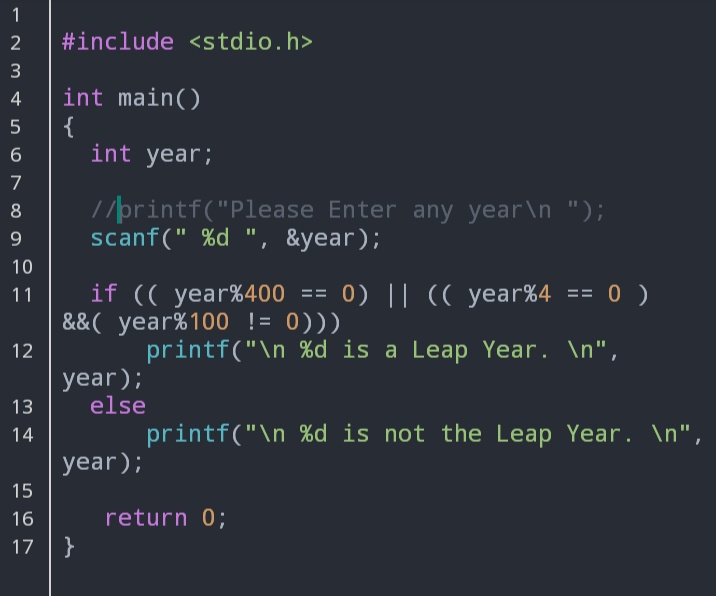 1
2 #include <stdio.h>
3
4 int main()
5 {
6 int year;
7
8 //printf("Please Enter any year\n ");
9 scanf(" %d ", &year);
10
11 if (( year%400 == 0) || (( year%4 == 0 )
&&( year%100 != 0)))
12 printf("\n %d is a Leap Year. \n",
year);
13 else
14 printf("\n %d is not the Leap Year. \n",
year);
15
16 return 0;
17 }